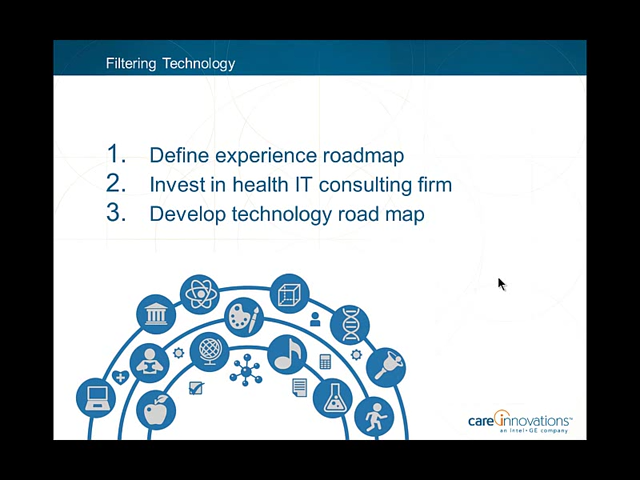 Filtering Technology
1. Define experience roadmap
2. Invest in health IT consulting firm
3. Develop technology road map
care innovations™
an Intel • GE company